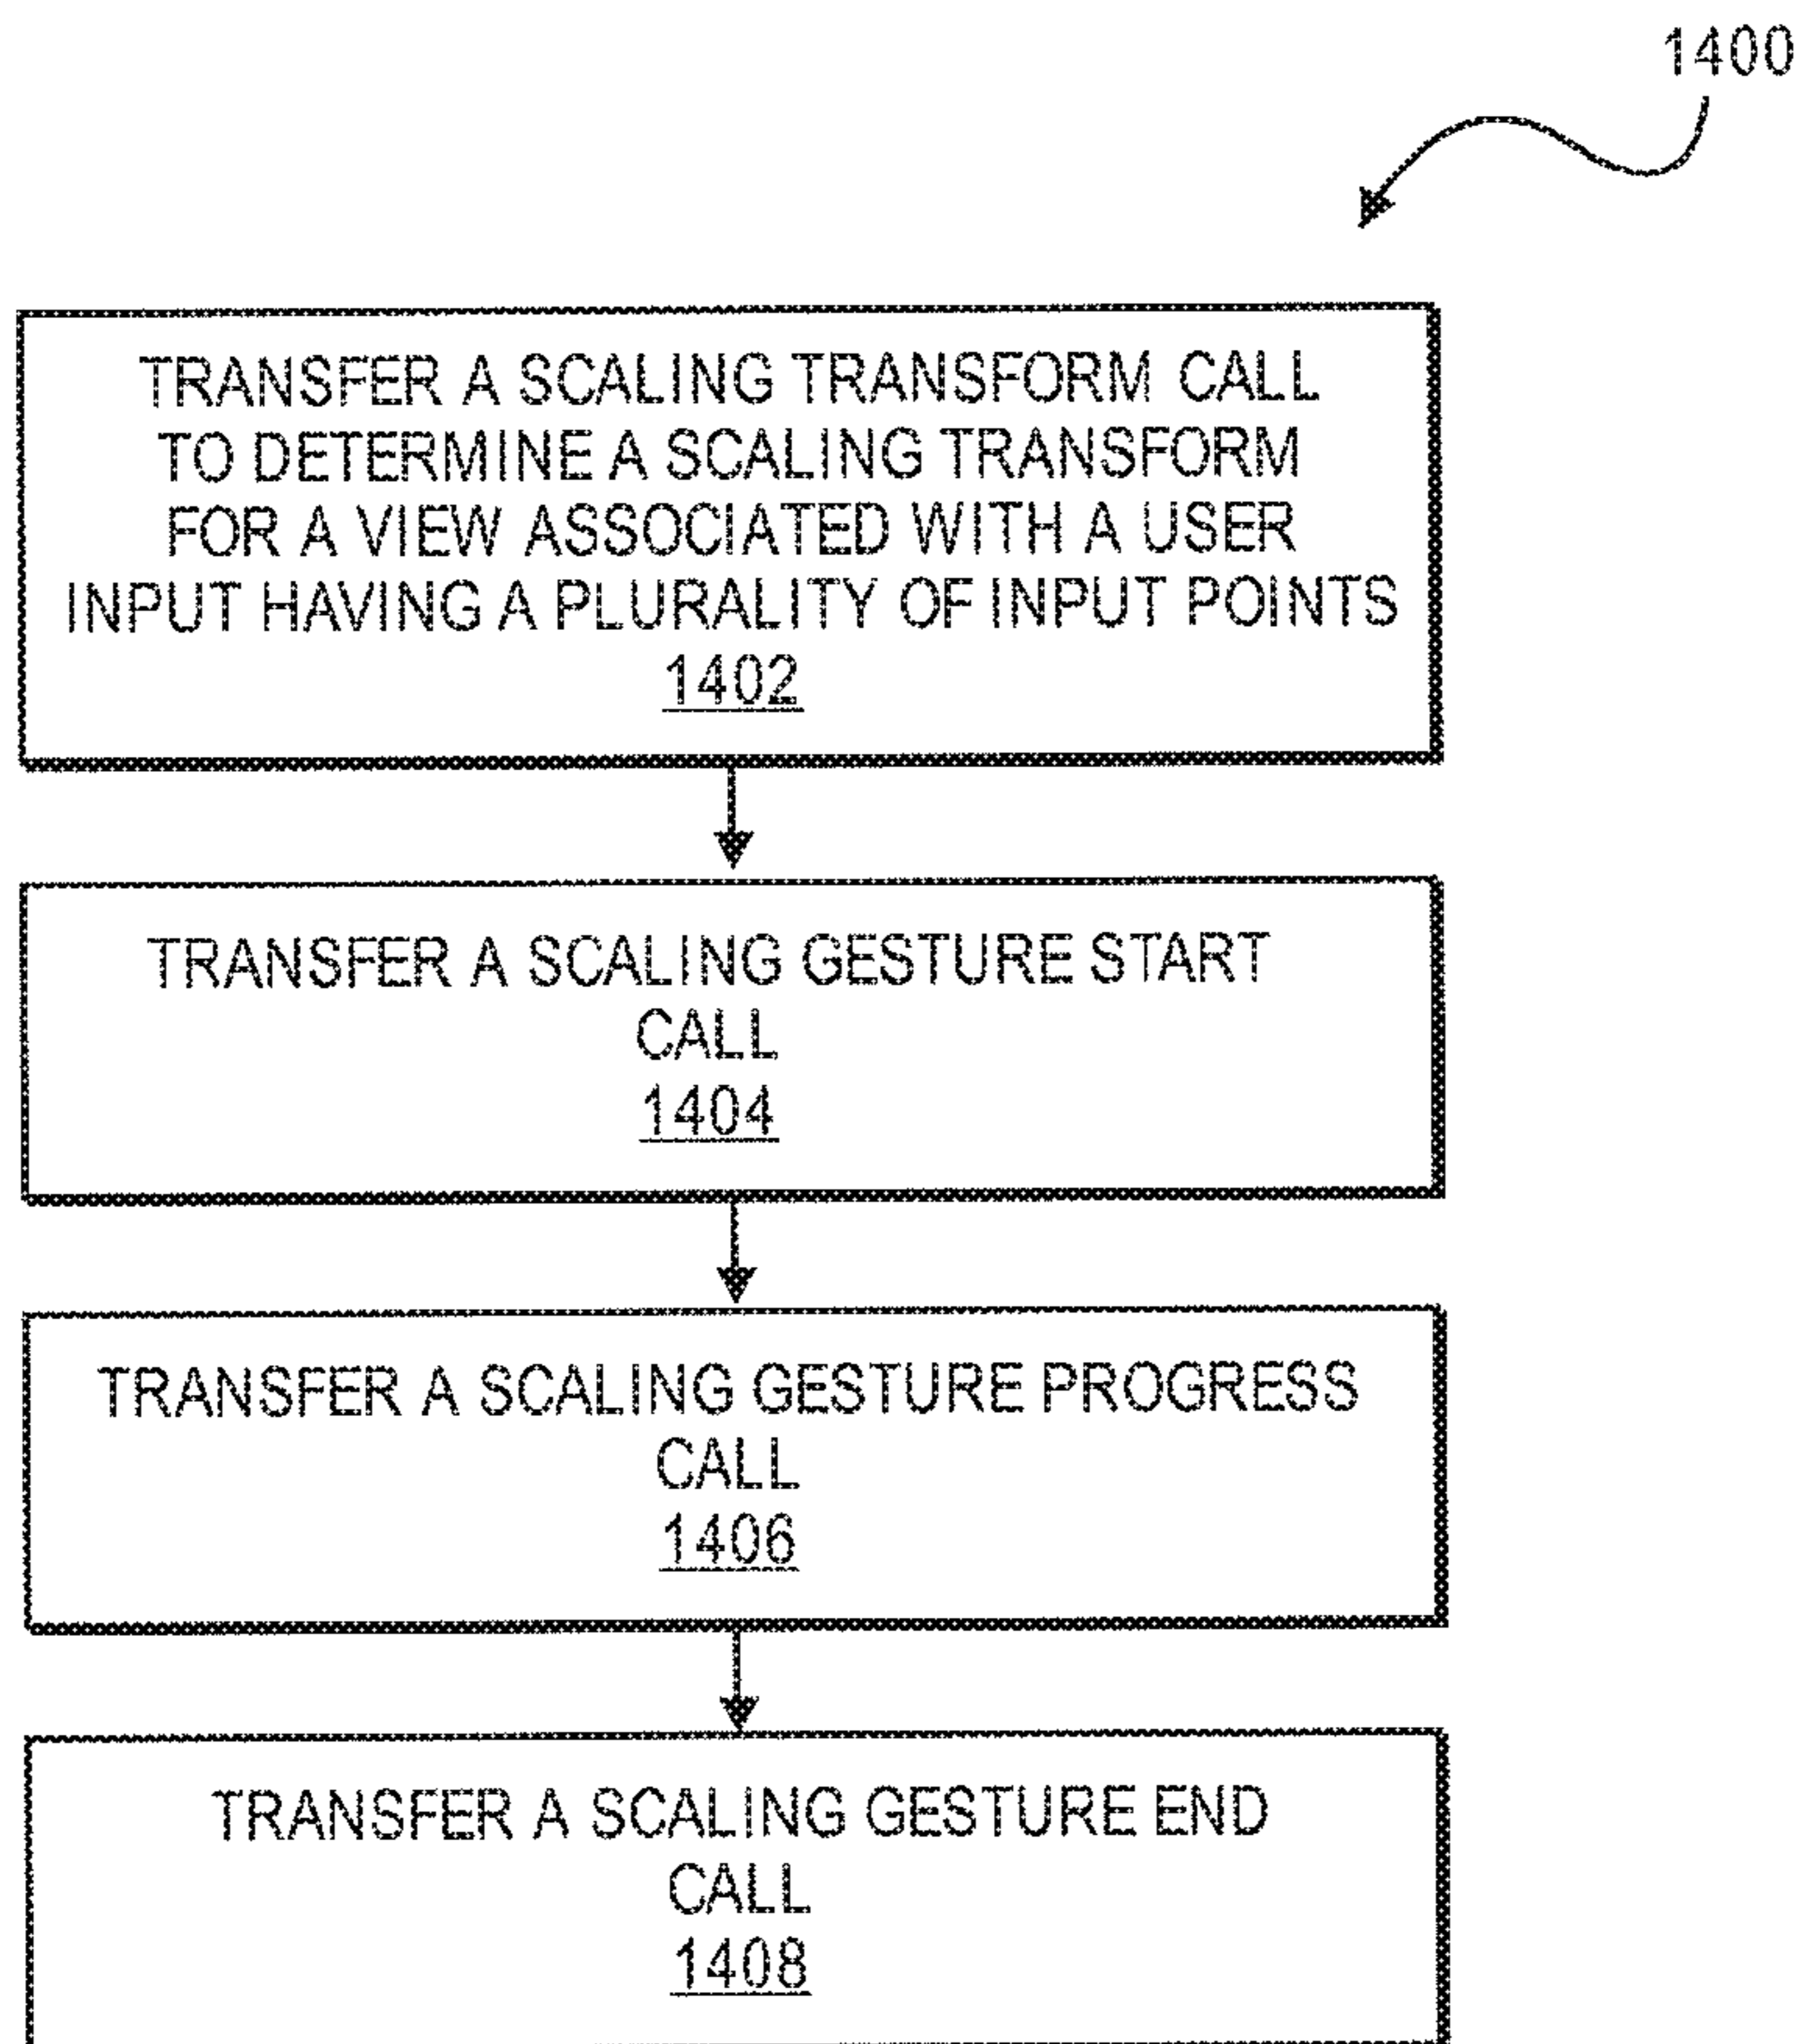 1400
TRANSFER A SCALING TRANSFORM CALL
TO DETERMINE A SCALING TRANSFORM
FOR A VIEW ASSOCIATED WITH A USER
INPUT HAVING A PLURALITY OF INPUT POINTS
1402
TRANSFER A SCALING GESTURE START
CALL
1404
TRANSFER A SCALING GESTURE PROGRESS
CALL
1406
TRANSFER A SCALING GESTURE END
CALL
1408